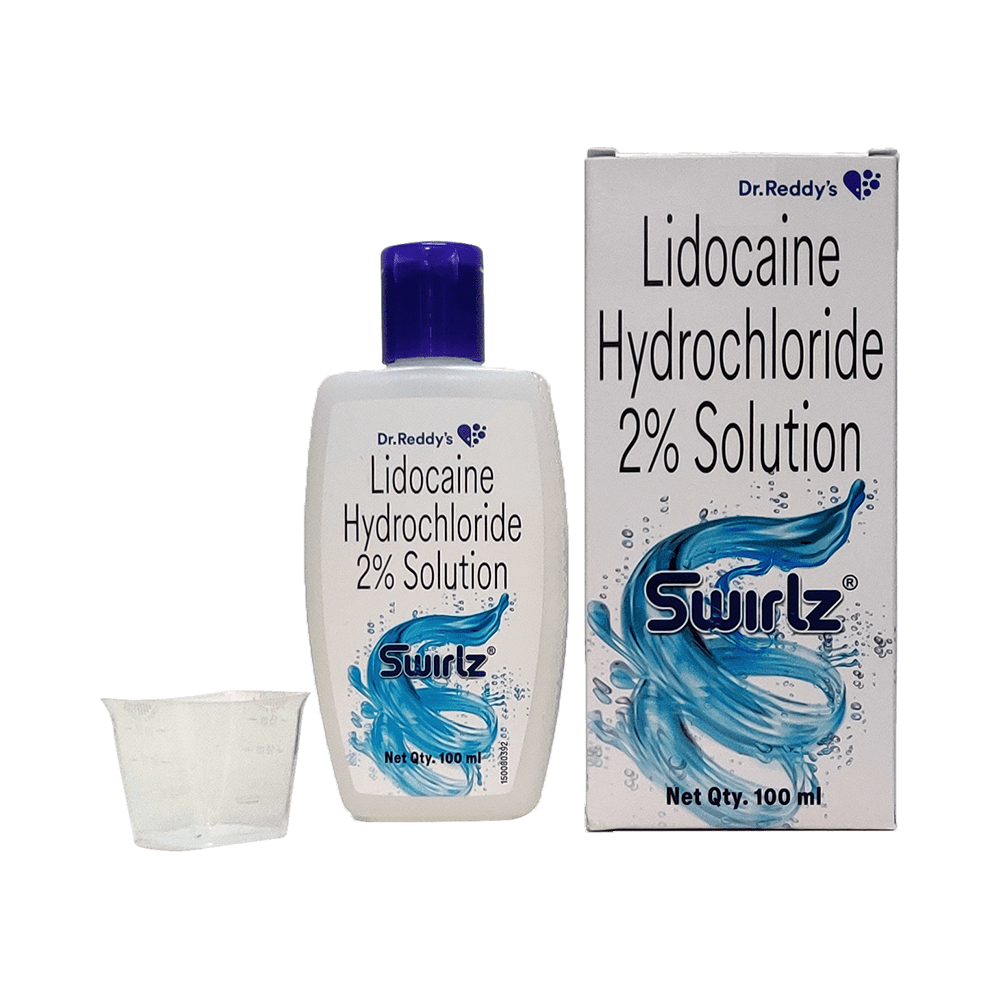 Dr.Reddy's
Lidocaine
Hydrochloride
2% Solution
Swirlz®
Net Qty. 100 ml
150080392
Dr.Reddy's
Lidocaine
Hydrochloride
2% Solution
Swirlz®
Net Qty. 100 ml